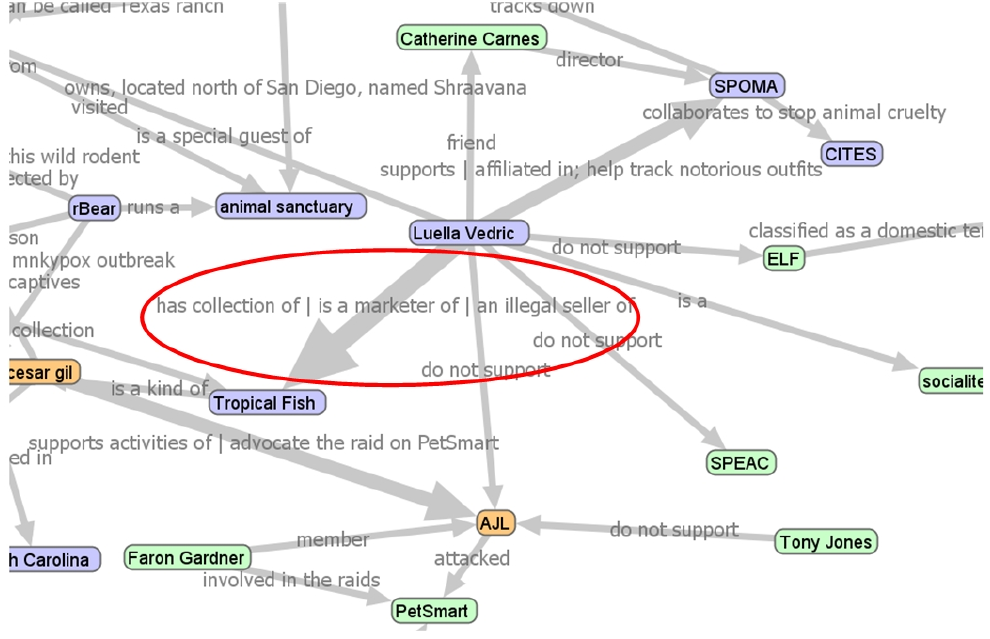 an be called Texas ranch
tracks down
Catherine Carnes
director
om
SPOMA
owns, located north of San Diego, named Shraavana
visited
collaborates to stop animal cruelty
is a special guest of
friend
CITES
this wild rodent
supports | affiliated in; help track notorious outfits
ected by
rBear
runs a
animal sanctuary
Luella Vedric
classified as a domestic te
son
do not support
ELF
mnkypox outbreak
captives
has collection of | is a marketer of | an illegal seller of
is a
collection
do not support
cesar gil
do not support
socialite
is a kind of
Tropical Fish
supports activities of | advocate the raid on PetSmart
ed in
SPEAC
AJL
member
do not support
Tony Jones
h Carolina
Faron Gardner
attacked
involved in the raids
PetSmart